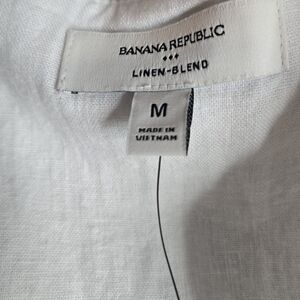 BANANA REPUBLIC
LINEN-BLEND
M
MADE IN
VIETNAM